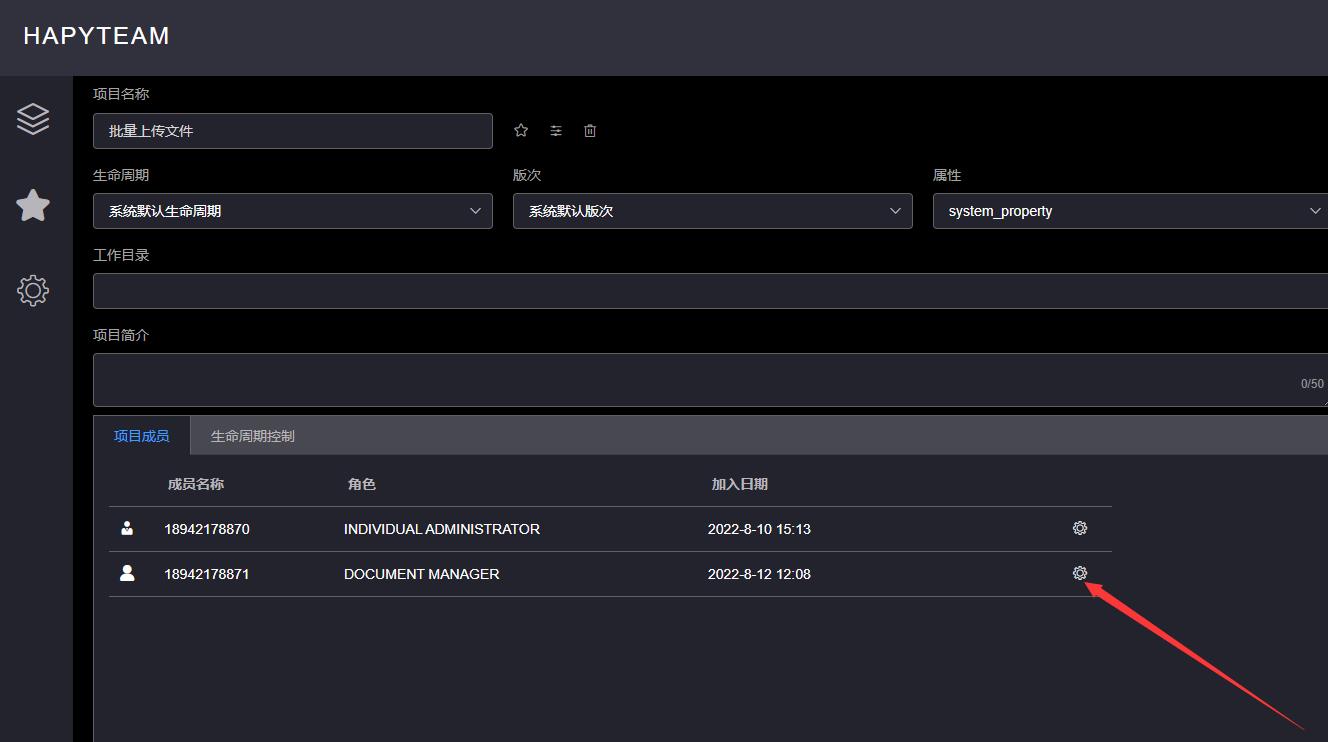 HAPYTEAM
项目名称
批量上传文件
生命周期 版次 属性
系统默认生命周期 系统默认版次 system_property
工作目录
项目简介
0/50
项目成员 生命周期控制
成员名称 角色 加入日期
18942178870 INDIVIDUAL ADMINISTRATOR 2022-8-10 15:13
18942178871 DOCUMENT MANAGER 2022-8-12 12:08